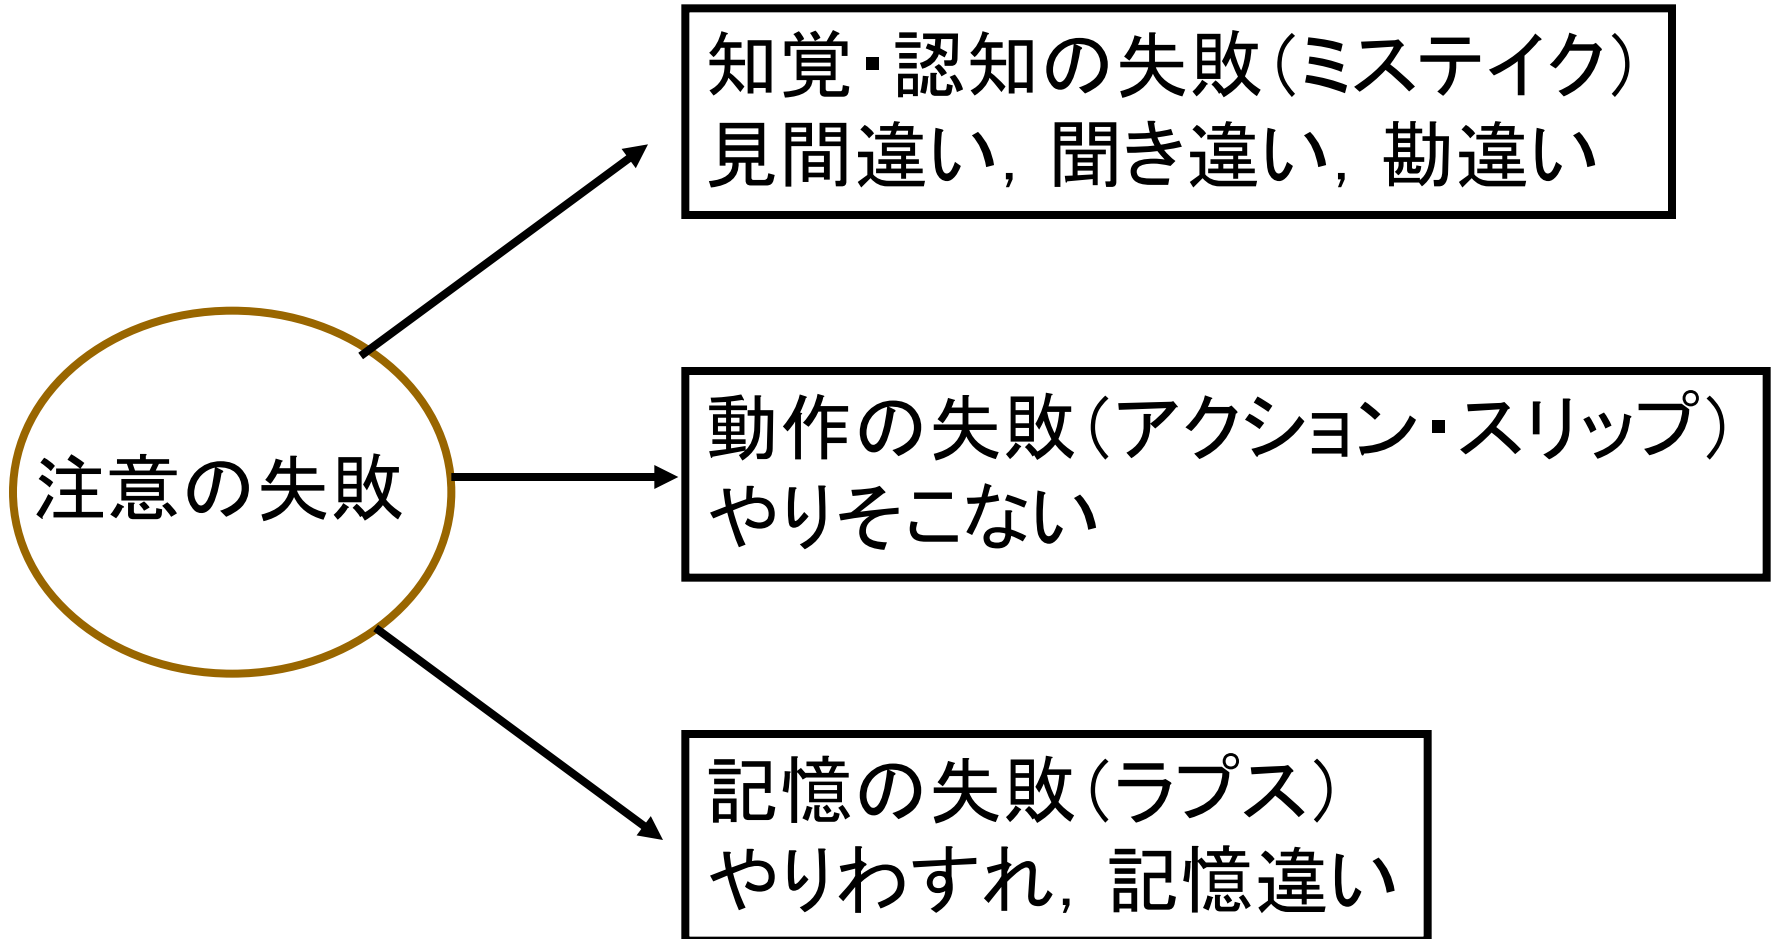 知覚・認知の失敗(ミステイク)
見間違い, 聞き違い, 勘違い
注意の失敗
動作の失敗(アクション・スリップ)
やりそこない
記憶の失敗(ラプス)
やりわすれ, 記憶違い